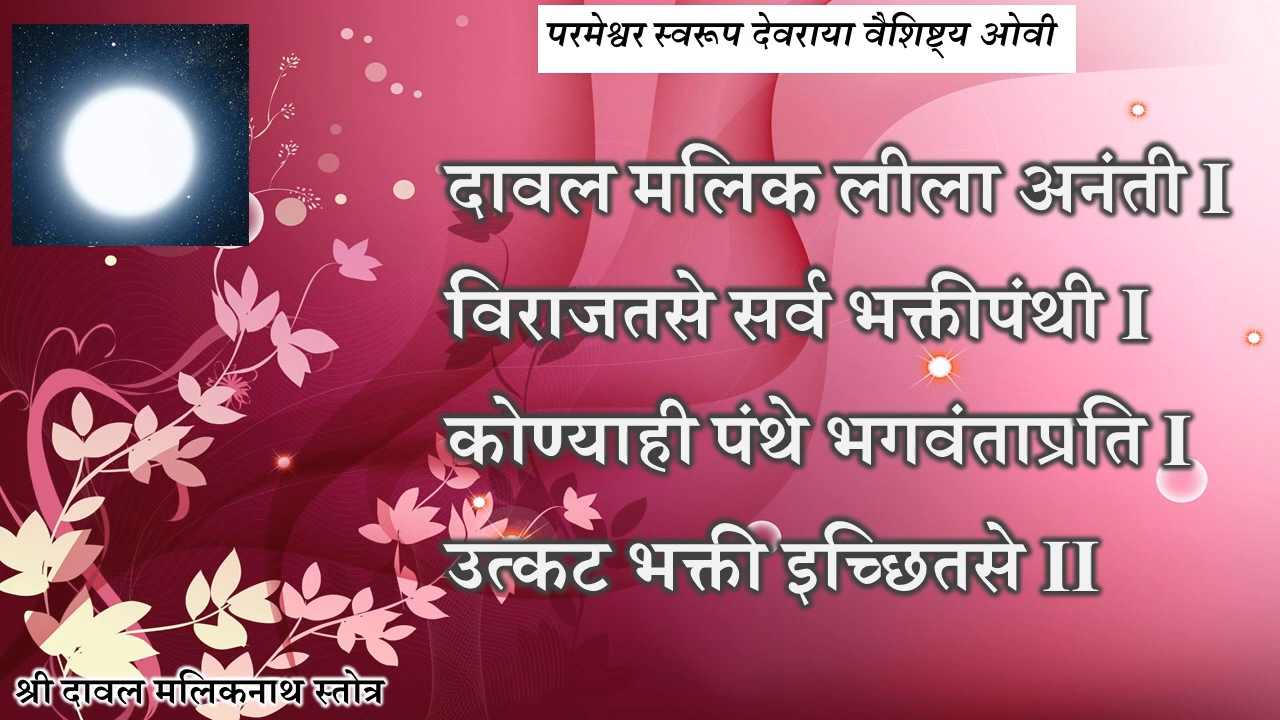 परमेश्वर स्वरूप देवराया वैशिष्ट्य ओवी
दावल मलिक लीला अनंती I
विराजतसे सर्व भक्तीपंथी I
कोण्याही पंथे भगवंताप्रति I
उत्कट भक्ती इच्छितसे II
श्री दावल मलिकनाथ स्तोत्र